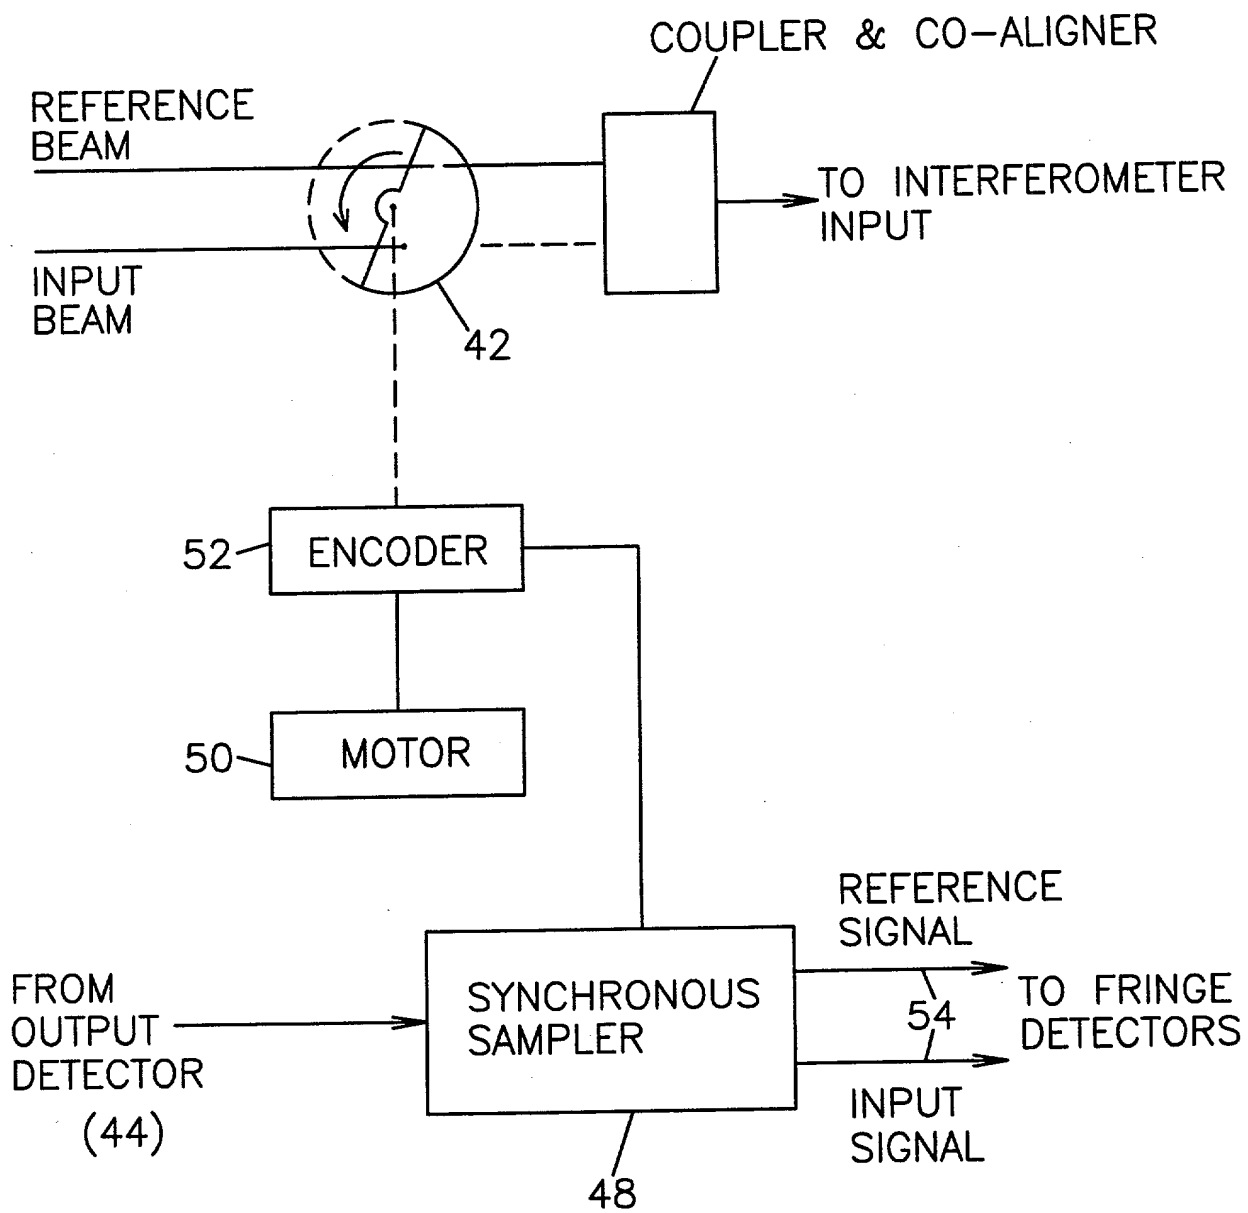 COUPLER & CO-ALIGNER
REFERENCE
BEAM
TO INTERFEROMETER
INPUT
INPUT
BEAM
42
52
ENCODER
50
MOTOR
REFERENCE
SIGNAL
FROM
OUTPUT
DETECTOR
(44)
SYNCHRONOUS
SAMPLER
54
TO FRINGE
DETECTORS
INPUT
SIGNAL
48